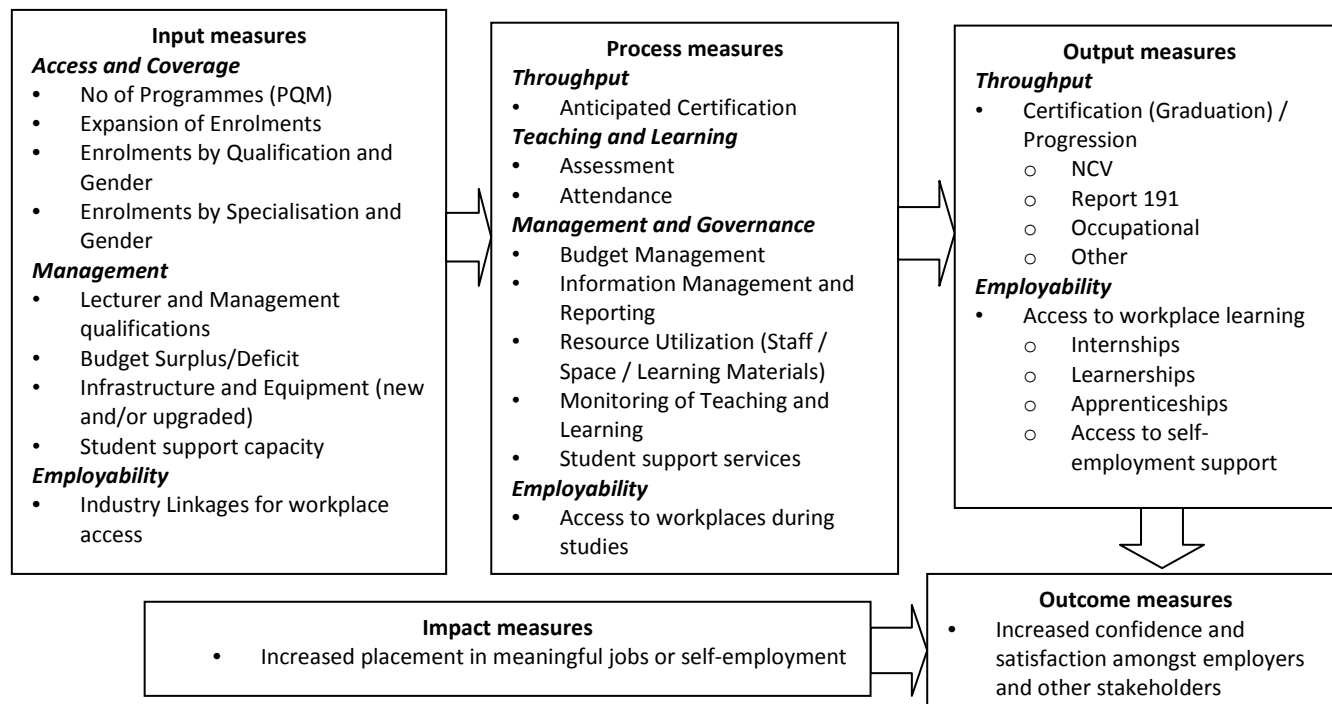 Input measures
Access and Coverage
• No of Programmes (PQM)
• Expansion of Enrolments
• Enrolments by Qualification and
Gender
• Enrolments by Specialisation and
Gender
Management
• Lecturer and Management
qualifications
• Budget Surplus/Deficit
• Infrastructure and Equipment (new
and/or upgraded)
• Student support capacity
Employability
• Industry Linkages for workplace
access
Process measures
Throughput
• Anticipated Certification
Teaching and Learning
• Assessment
• Attendance
Management and Governance
• Budget Management
• Information Management and
Reporting
• Resource Utilization (Staff /
Space / Learning Materials)
• Monitoring of Teaching and
Learning
• Student support services
Employability
• Access to workplaces during
studies
Output measures
Throughput
• Certification (Graduation) /
Progression
o NCV
o Report 191
o Occupational
o Other
Employability
• Access to workplace learning
o Internships
o Learnerships
o Apprenticeships
o Access to self-
employment support
Impact measures
• Increased placement in meaningful jobs or self-employment
Outcome measures
• Increased confidence and
satisfaction amongst employers
and other stakeholders